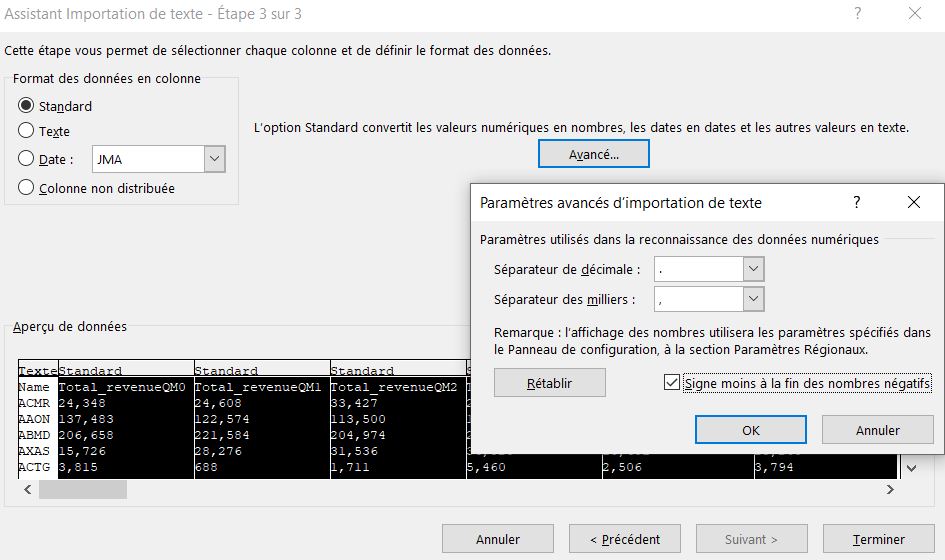 Assistant Importation de texte - Étape 3 sur 3
Cette étape vous permet de sélectionner chaque colonne et de définir le format des données.
Format des données en colonne
Standard
Texte
Date : JMA
Colonne non distribuée
L'option Standard convertit les valeurs numériques en nombres, les dates en dates et les autres valeurs en texte.
Avancé...
Paramètres avancés d'importation de texte
Paramètres utilisés dans la reconnaissance des données numériques
Séparateur de décimale : .
Séparateur des milliers : ,
Remarque : l'affichage des nombres utilisera les paramètres spécifiés dans
le Panneau de configuration, à la section Paramètres Régionaux.
Rétablir
Signe moins à la fin des nombres négatifs
OK Annuler
Aperçu de données
Texte Standard Standard Standard
Name Total_revenueQM0 Total_revenueQM1 Total_revenueQM2
ACMR 24,348 24,608 33,427
AAON 137,483 122,574 113,500
ABMD 206,658 221,584 204,974
AXAS 15,726 28,276 31,536
ACTG 3,815 688 1,711 5,460 2,506 3,794
Annuler < Précédent Suivant > Terminer